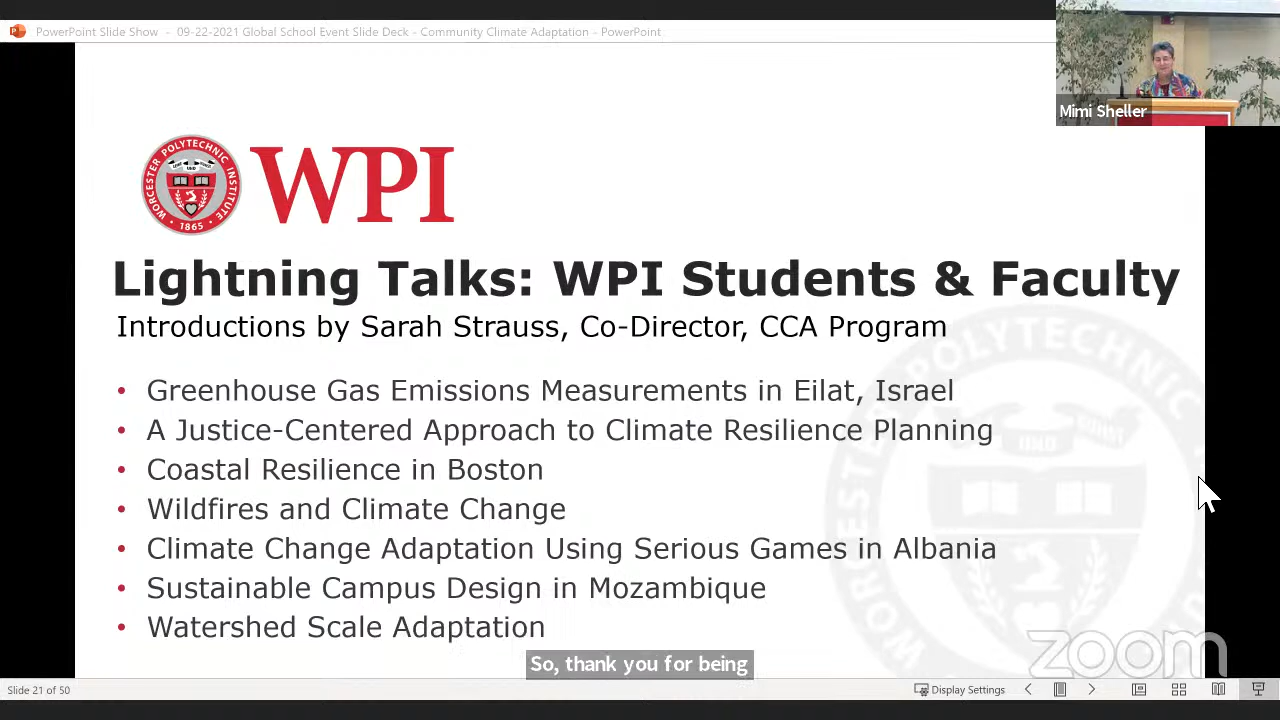 PowerPoint Slide Show - 09-22-2021 Global School Event Slide Deck - Community Climate Adaptation - PowerPoint
Mimi Sheller
WORCESTER POLYTECHNIC INSTITUTE
1865
WPI
Lightning Talks: WPI Students & Faculty
Introductions by Sarah Strauss, Co-Director, CCA Program
• Greenhouse Gas Emissions Measurements in Eilat, Israel
• A Justice-Centered Approach to Climate Resilience Planning
• Coastal Resilience in Boston
• Wildfires and Climate Change
• Climate Change Adaptation Using Serious Games in Albania
• Sustainable Campus Design in Mozambique
• Watershed Scale Adaptation
So, thank you for being
zoom
Slide 21 of 50
Display Settings